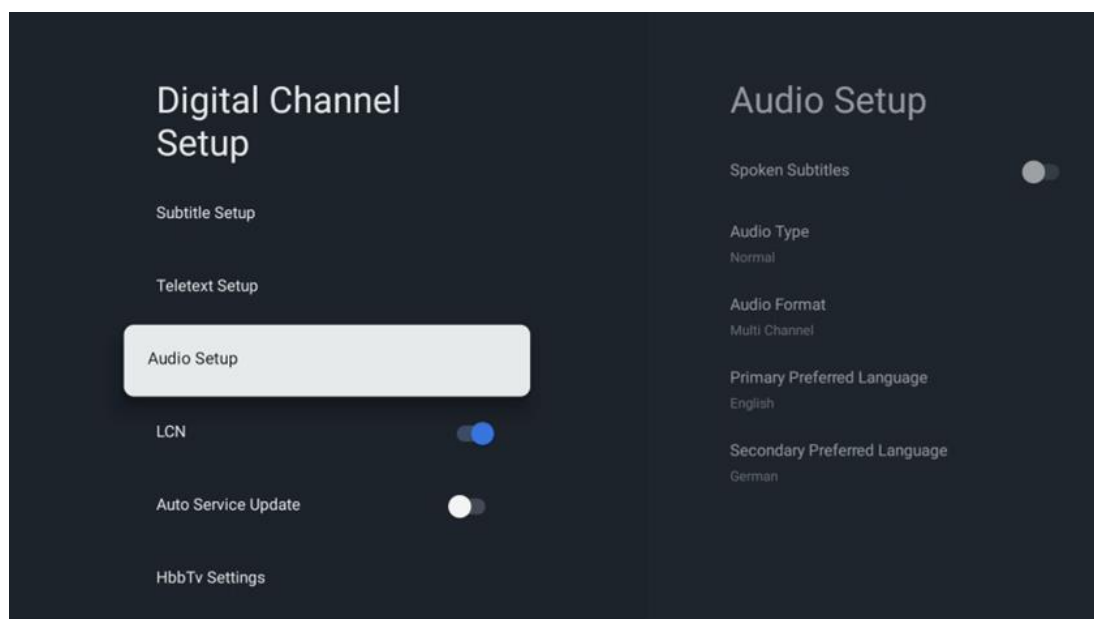 Digital Channel
Setup
Subtitle Setup
Teletext Setup
Audio Setup
LCN
Auto Service Update
HbbTv Settings
Audio Setup
Spoken Subtitles
Audio Type
Normal
Audio Format
Multi Channel
Primary Preferred Language
English
Secondary Preferred Language
German